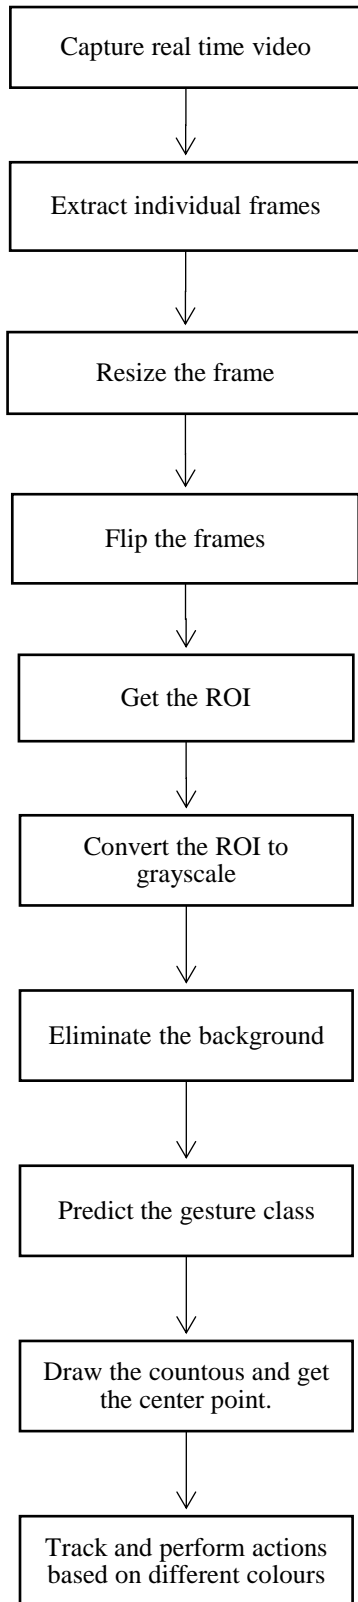 Capture real time video
Extract individual frames
Resize the frame
Flip the frames
Get the ROI
Convert the ROI to
grayscale
Eliminate the background
Predict the gesture class
Draw the countous and get
the center point.
Track and perform actions
based on different colours